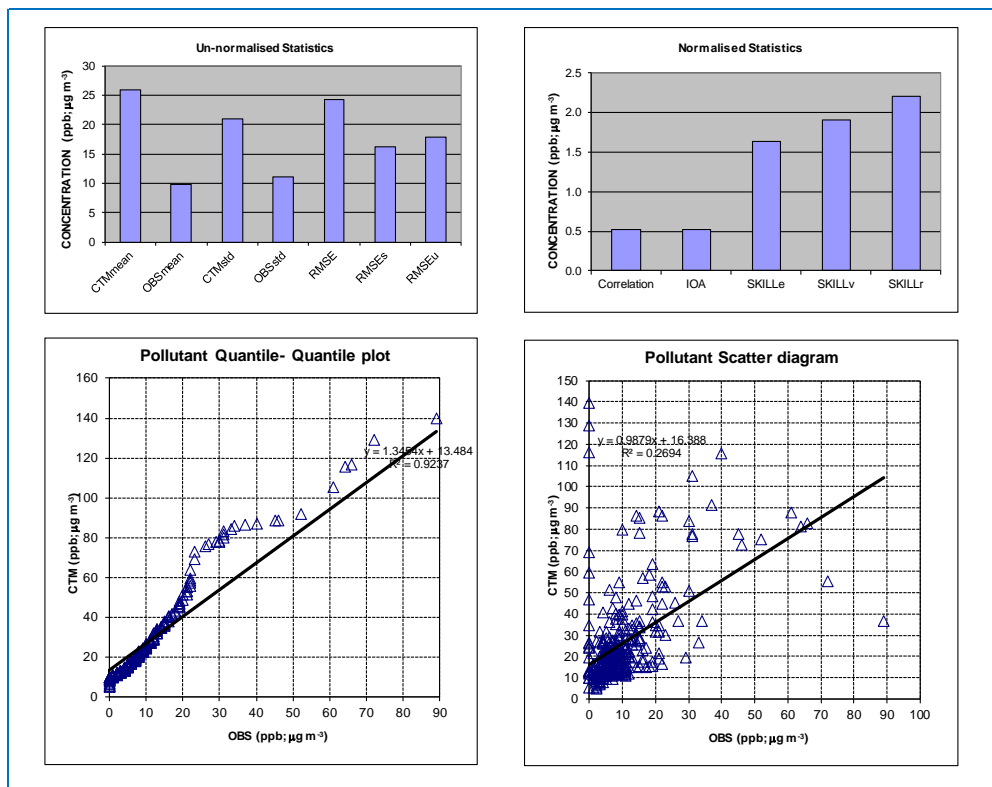 Un-normalised Statistics
CONCENTRATION (ppb; µg m-3)
30
25
20
15
10
5
0
CTMmean
OBSmean
CTMstd
OBSstd
RMSE
RMSEs
RMSEu
Normalised Statistics
CONCENTRATION (ppb; µg m-3)
2.5
2.0
1.5
1.0
0.5
0.0
Correlation IOA SKILLe SKILLv SKILLr
Pollutant Quantile- Quantile plot
CTM (ppb; µg m-3)
160
140
120
100
80
60
40
20
0
y = 1.3454x + 13.484
R² = 0.9237
0 10 20 30 40 50 60 70 80 90
OBS (ppb; µg m-3)
Pollutant Scatter diagram
CTM (ppb; µg m-3)
150
140
130
120
110
100
90
80
70
60
50
40
30
20
10
0
y = 0.9879x + 16.388
R² = 0.2694
0 10 20 30 40 50 60 70 80 90 100
OBS (ppb; µg m-3)